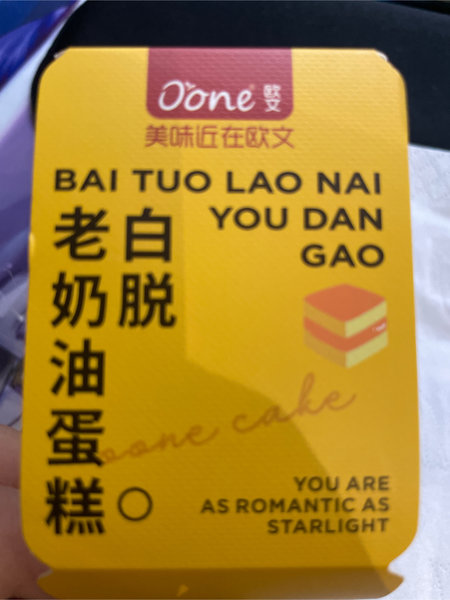 Oone 欧文
美味近在欧文
BAI TUO LAO NAI
YOU DAN
GAO
白脱
老奶油蛋糕
oone cake
YOU ARE
AS ROMANTIC AS
STARLIGHT